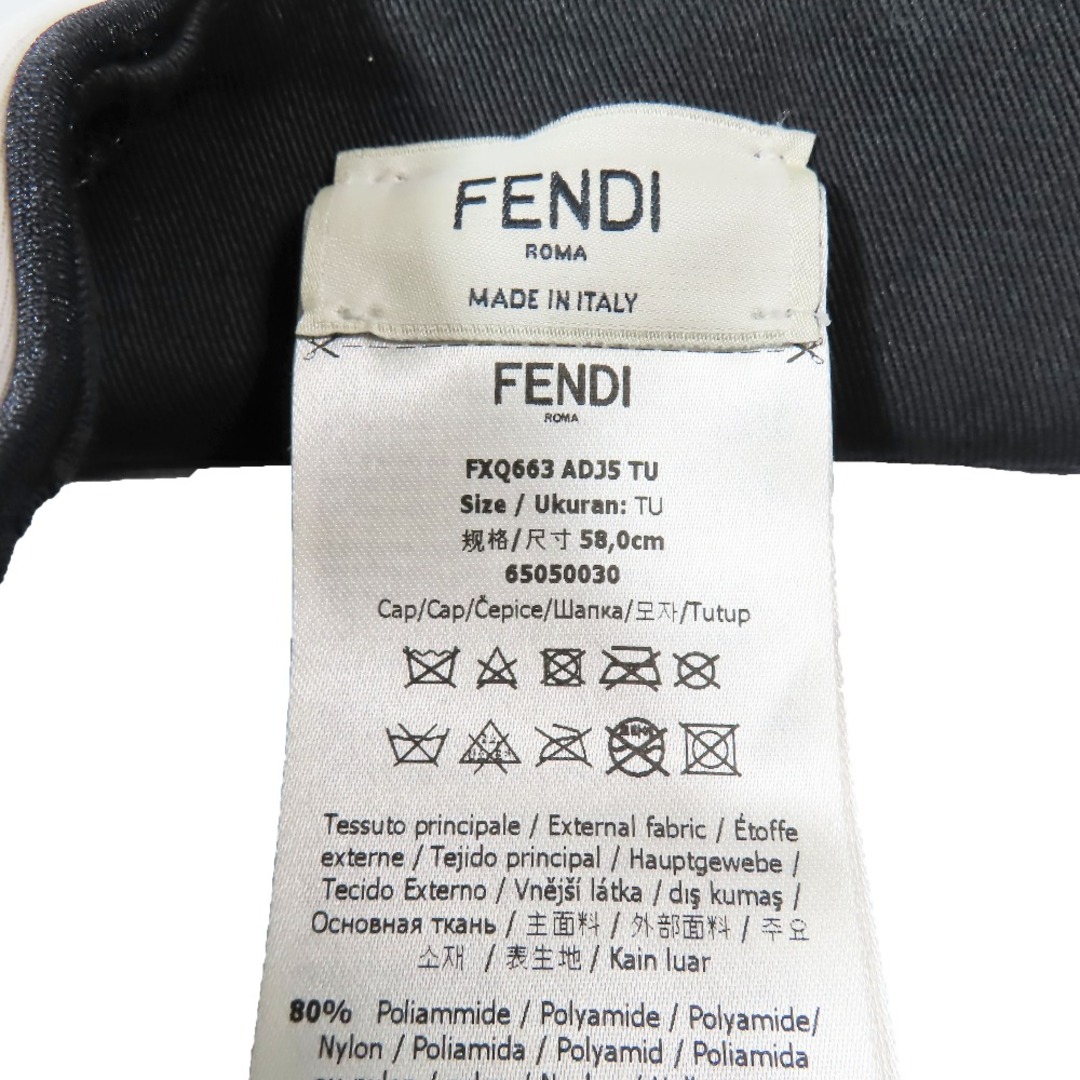 FENDI
ROMA
MADE IN ITALY
FENDI
ROMA
FXQ663 ADJ5 TU
Size / Ukuran: TU
规格/尺寸 58,0cm
65050030
Cap/Cap/Čepice/Шапка/모자/Tutup
Tessuto principale / External fabric / Étoffe
externe / Tejido principal / Hauptgewebe /
Tecido Externo / Vnější látka / dış kumaş /
Основная ткань / 主面料 / 外部面料 / 주요
소재 / 表生地 / Kain luar
80% Poliammide / Polyamide / Polyamide/
Nylon / Poliamida / Polyamid / Poliamida